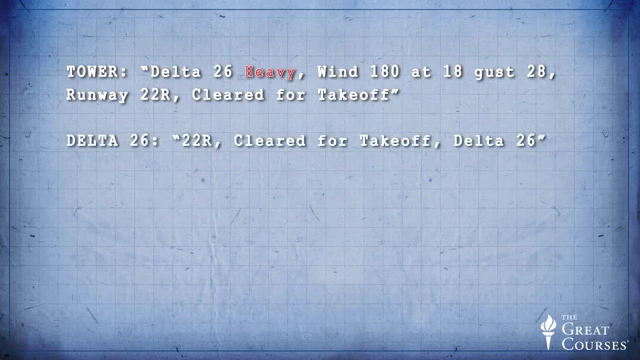 TOWER: “Delta 26 Heavy, Wind 180 at 18 gust 28,
Runway 22R, Cleared for Takeoff”
DELTA 26: “22R, Cleared for Takeoff, Delta 26”
THE
GREAT
COURSES